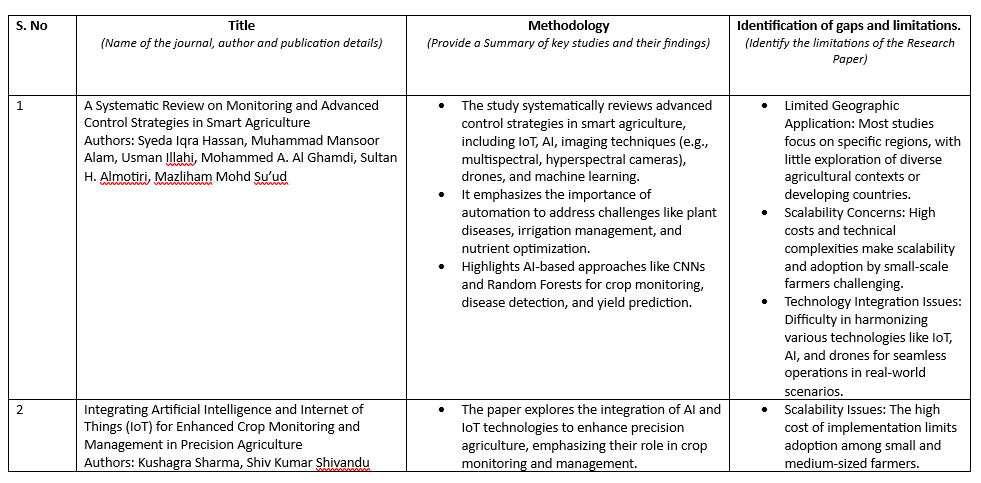 S. No
Title
(Name of the journal, author and publication details)
Methodology
(Provide a Summary of key studies and their findings)
Identification of gaps and limitations.
(Identify the limitations of the Research
Paper)
1
A Systematic Review on Monitoring and Advanced
Control Strategies in Smart Agriculture
Authors: Syeda Iqra Hassan, Muhammad Mansoor
Alam, Usman Illahi, Mohammed A. Al Ghamdi, Sultan
H. Almotiri, Mazliham Mohd Su’ud
• The study systematically reviews advanced
control strategies in smart agriculture,
including IoT, AI, imaging techniques (e.g.,
multispectral, hyperspectral cameras),
drones, and machine learning.
• It emphasizes the importance of
automation to address challenges like plant
diseases, irrigation management, and
nutrient optimization.
• Highlights AI-based approaches like CNNs
and Random Forests for crop monitoring,
disease detection, and yield prediction.
• Limited Geographic
Application: Most studies
focus on specific regions, with
little exploration of diverse
agricultural contexts or
developing countries.
• Scalability Concerns: High
costs and technical
complexities make scalability
and adoption by small-scale
farmers challenging.
• Technology Integration Issues:
Difficulty in harmonizing
various technologies like IoT,
AI, and drones for seamless
operations in real-world
scenarios.
2
Integrating Artificial Intelligence and Internet of
Things (IoT) for Enhanced Crop Monitoring and
Management in Precision Agriculture
Authors: Kushagra Sharma, Shiv Kumar Shivandu
• The paper explores the integration of AI and
IoT technologies to enhance precision
agriculture, emphasizing their role in crop
monitoring and management.
• Scalability Issues: The high
cost of implementation limits
adoption among small and
medium-sized farmers.